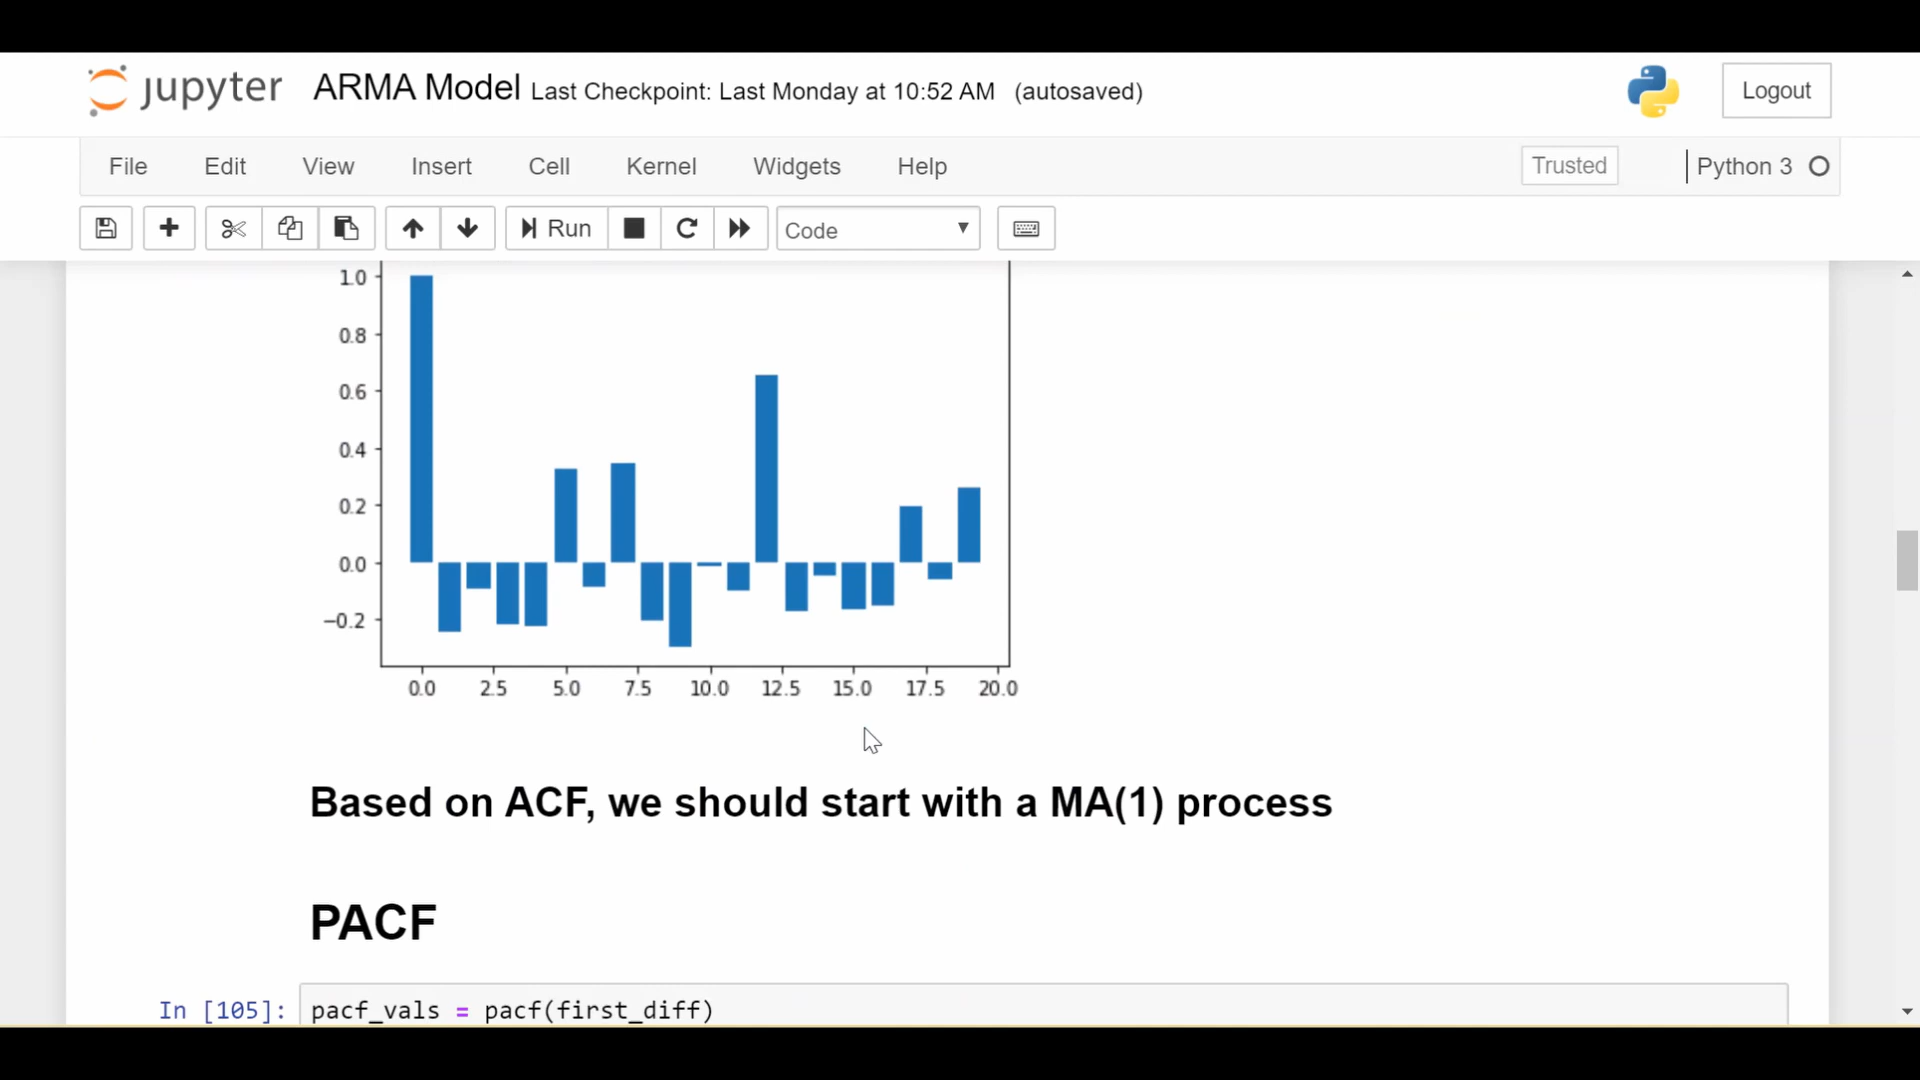 jupyter ARMA Model Last Checkpoint: Last Monday at 10:52 AM (autosaved) Logout
File Edit View Insert Cell Kernel Widgets Help Trusted Python 3
Run Code
1.0
0.8
0.6
0.4
0.2
0.0
−0.2
0.0 2.5 5.0 7.5 10.0 12.5 15.0 17.5 20.0
Based on ACF, we should start with a MA(1) process
PACF
In [105]: pacf_vals = pacf(first_diff)